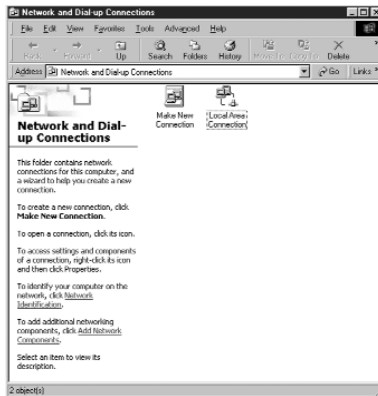 Network and Dial-up Connections
File Edit View Favorites Tools Advanced Help
Back Forward Up Search Folders History Move To Copy To Delete
Address Network and Dial-up Connections Go Links »
Network and Dial-
up Connections
This folder contains network
connections for this computer, and
a wizard to help you create a new
connection.
To create a new connection, click
Make New Connection.
To open a connection, click its icon.
To access settings and components
of a connection, right-click its icon
and then click Properties.
To identify your computer on the
network, click Network
Identification.
To add additional networking
components, click Add Network
Components.
Select an item to view its
description.
Make New
Connection
Local Area
Connection
2 object(s)